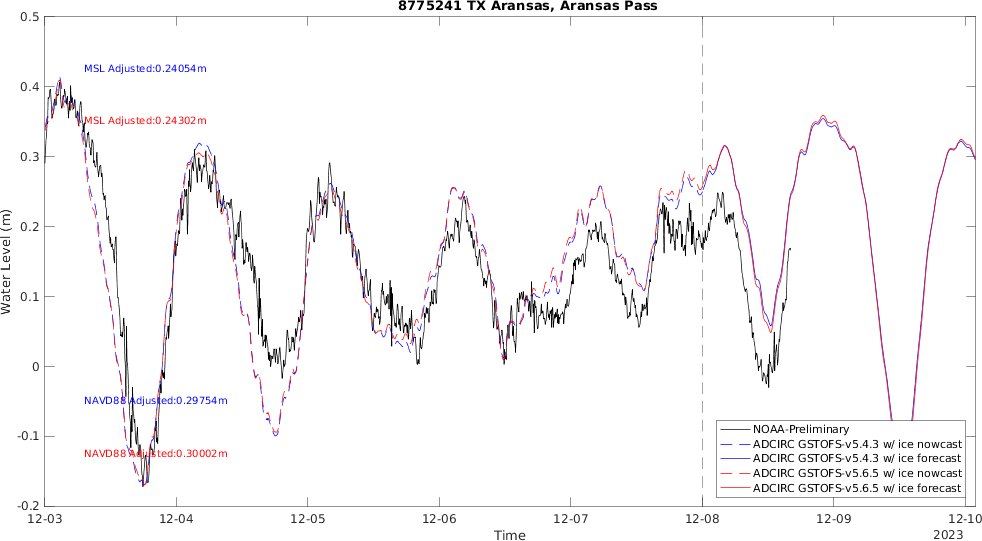 8775241 TX Aransas, Aransas Pass
0.5
0.4
0.3
0.2
0.1
0
-0.1
-0.2
Water Level (m)
MSL Adjusted:0.24054m
MSL Adjusted:0.24302m
NAVD88 Adjusted:0.29754m
NAVD88 Adjusted:0.30002m
NOAA-Preliminary
ADCIRC GSTOFS-v5.4.3 w/ ice nowcast
ADCIRC GSTOFS-v5.4.3 w/ ice forecast
ADCIRC GSTOFS-v5.6.5 w/ ice nowcast
ADCIRC GSTOFS-v5.6.5 w/ ice forecast
12-03 12-04 12-05 12-06 12-07 12-08 12-09 12-10
Time
2023